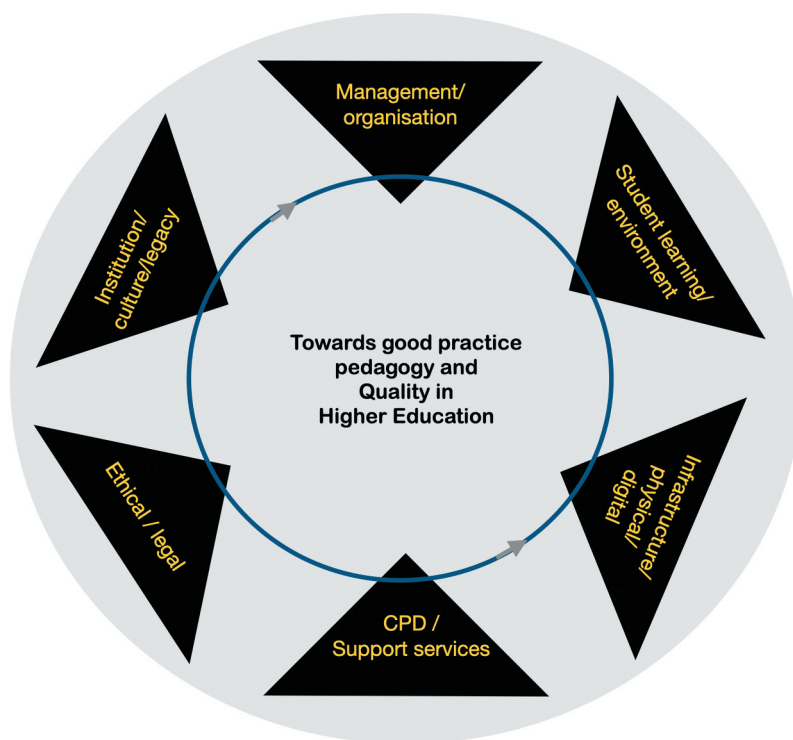 Management/
organisation
Student learning/
environment
Infrastructure/
physical/
digital
CPD /
Support services
Ethical / legal
Institution/
culture/legacy
Towards good practice
pedagogy and
Quality in
Higher Education